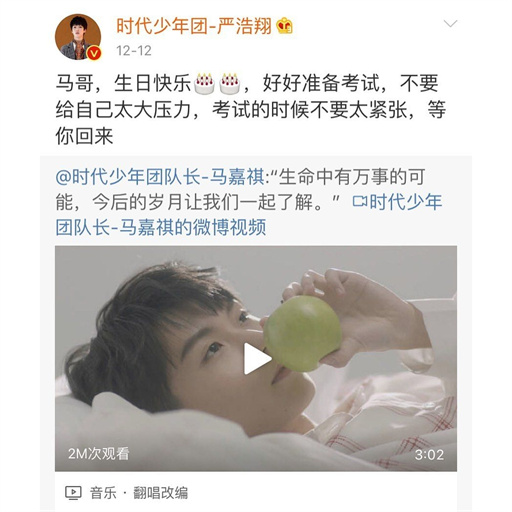 时代少年团-严浩翔
12-12
马哥，生日快乐🎂🎂，好好准备考试，不要
给自己太大压力，考试的时候不要太紧张，等
你回来
@时代少年团队长-马嘉祺:“生命中有万事的可
能，今后的岁月让我们一起了解。” 时代少年
团队长-马嘉祺的微博视频
2M次观看
3:02
音乐 · 翻唱改编